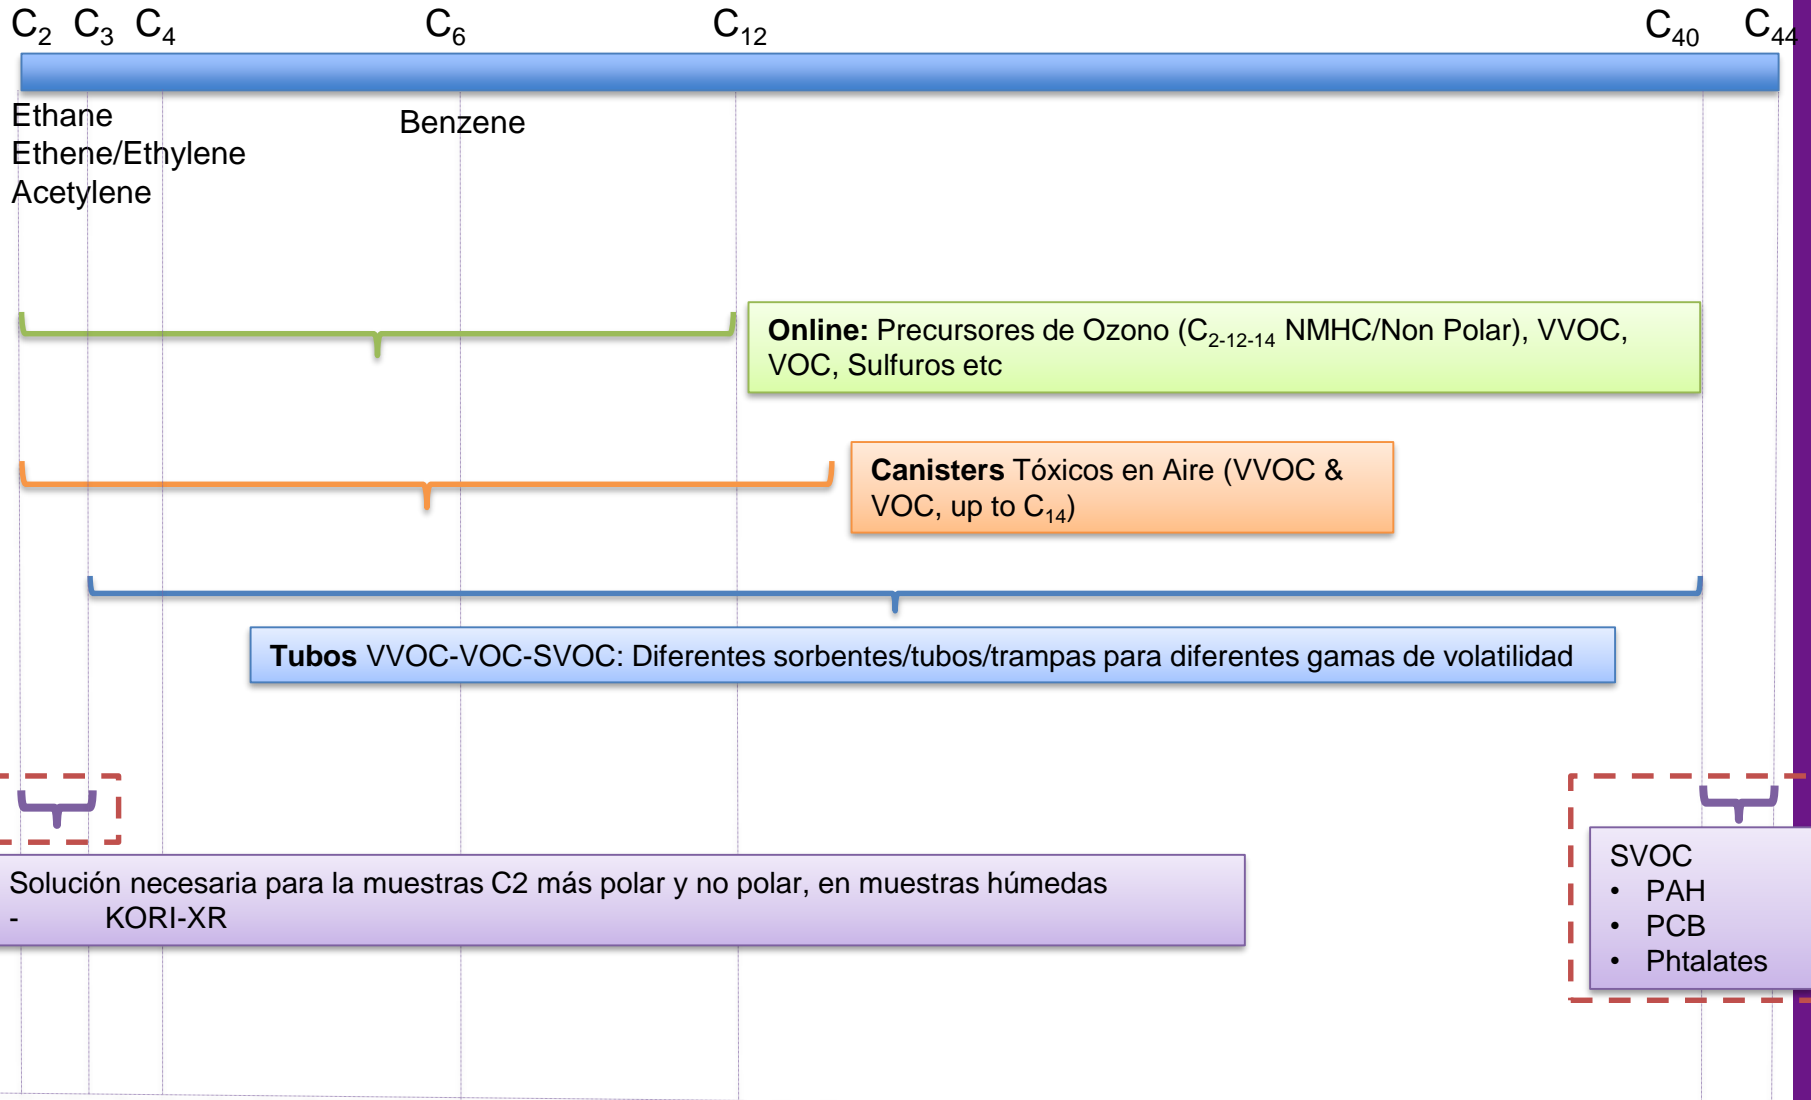 C₂ C₃ C₄ C₆ C₁₂ C₄₀ C₄₄
Ethane
Ethene/Ethylene
Acetylene
Benzene
Online: Precursores de Ozono (C₂₋₁₂₋₁₄ NMHC/Non Polar), VVOC,
VOC, Sulfuros etc
Canisters Tóxicos en Aire (VVOC &
VOC, up to C₁₄)
Tubos VVOC-VOC-SVOC: Diferentes sorbentes/tubos/trampas para diferentes gamas de volatilidad
Solución necesaria para la muestras C2 más polar y no polar, en muestras húmedas
- KORI-XR
SVOC
• PAH
• PCB
• Phtalates